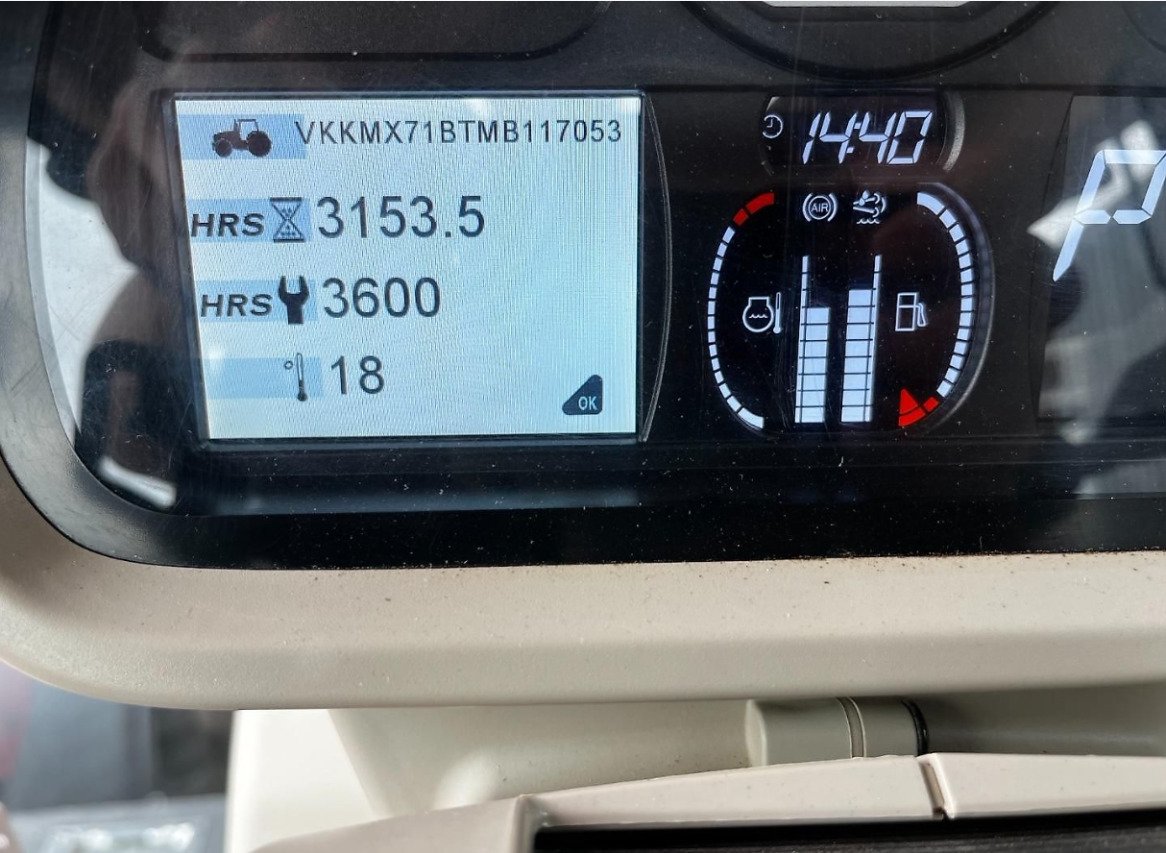 VKKMX71BTMB117053
HRS 3153.5
HRS 3600
° 18
OK
14:40
AIR
P